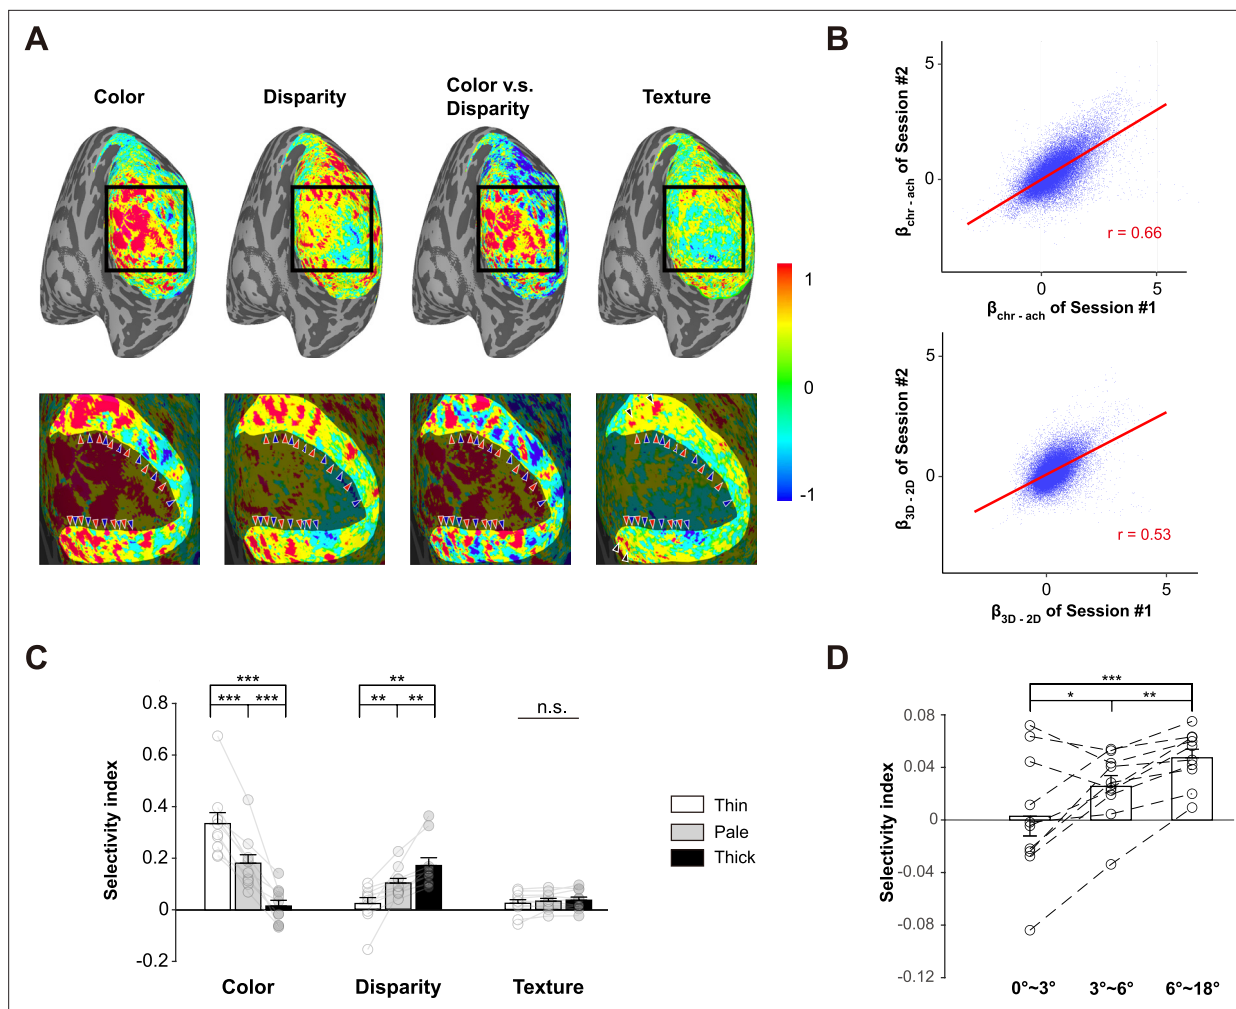 A
Color
Disparity
Color v.s.
Disparity
Texture
1
0
-1
B
β chr - ach of Session #2
5
0
r = 0.66
0
5
β chr - ach of Session #1
β 3D - 2D of Session #2
5
0
r = 0.53
0
5
β 3D - 2D of Session #1
C
Selectivity index
0.8
0.6
0.4
0.2
0
-0.2
***
*** ***
**
** **
n.s.
Thin
Pale
Thick
Color
Disparity
Texture
D
Selectivity index
***
* **
0.08
0.04
0
-0.04
-0.08
-0.12
0°~3°
3°~6°
6°~18°